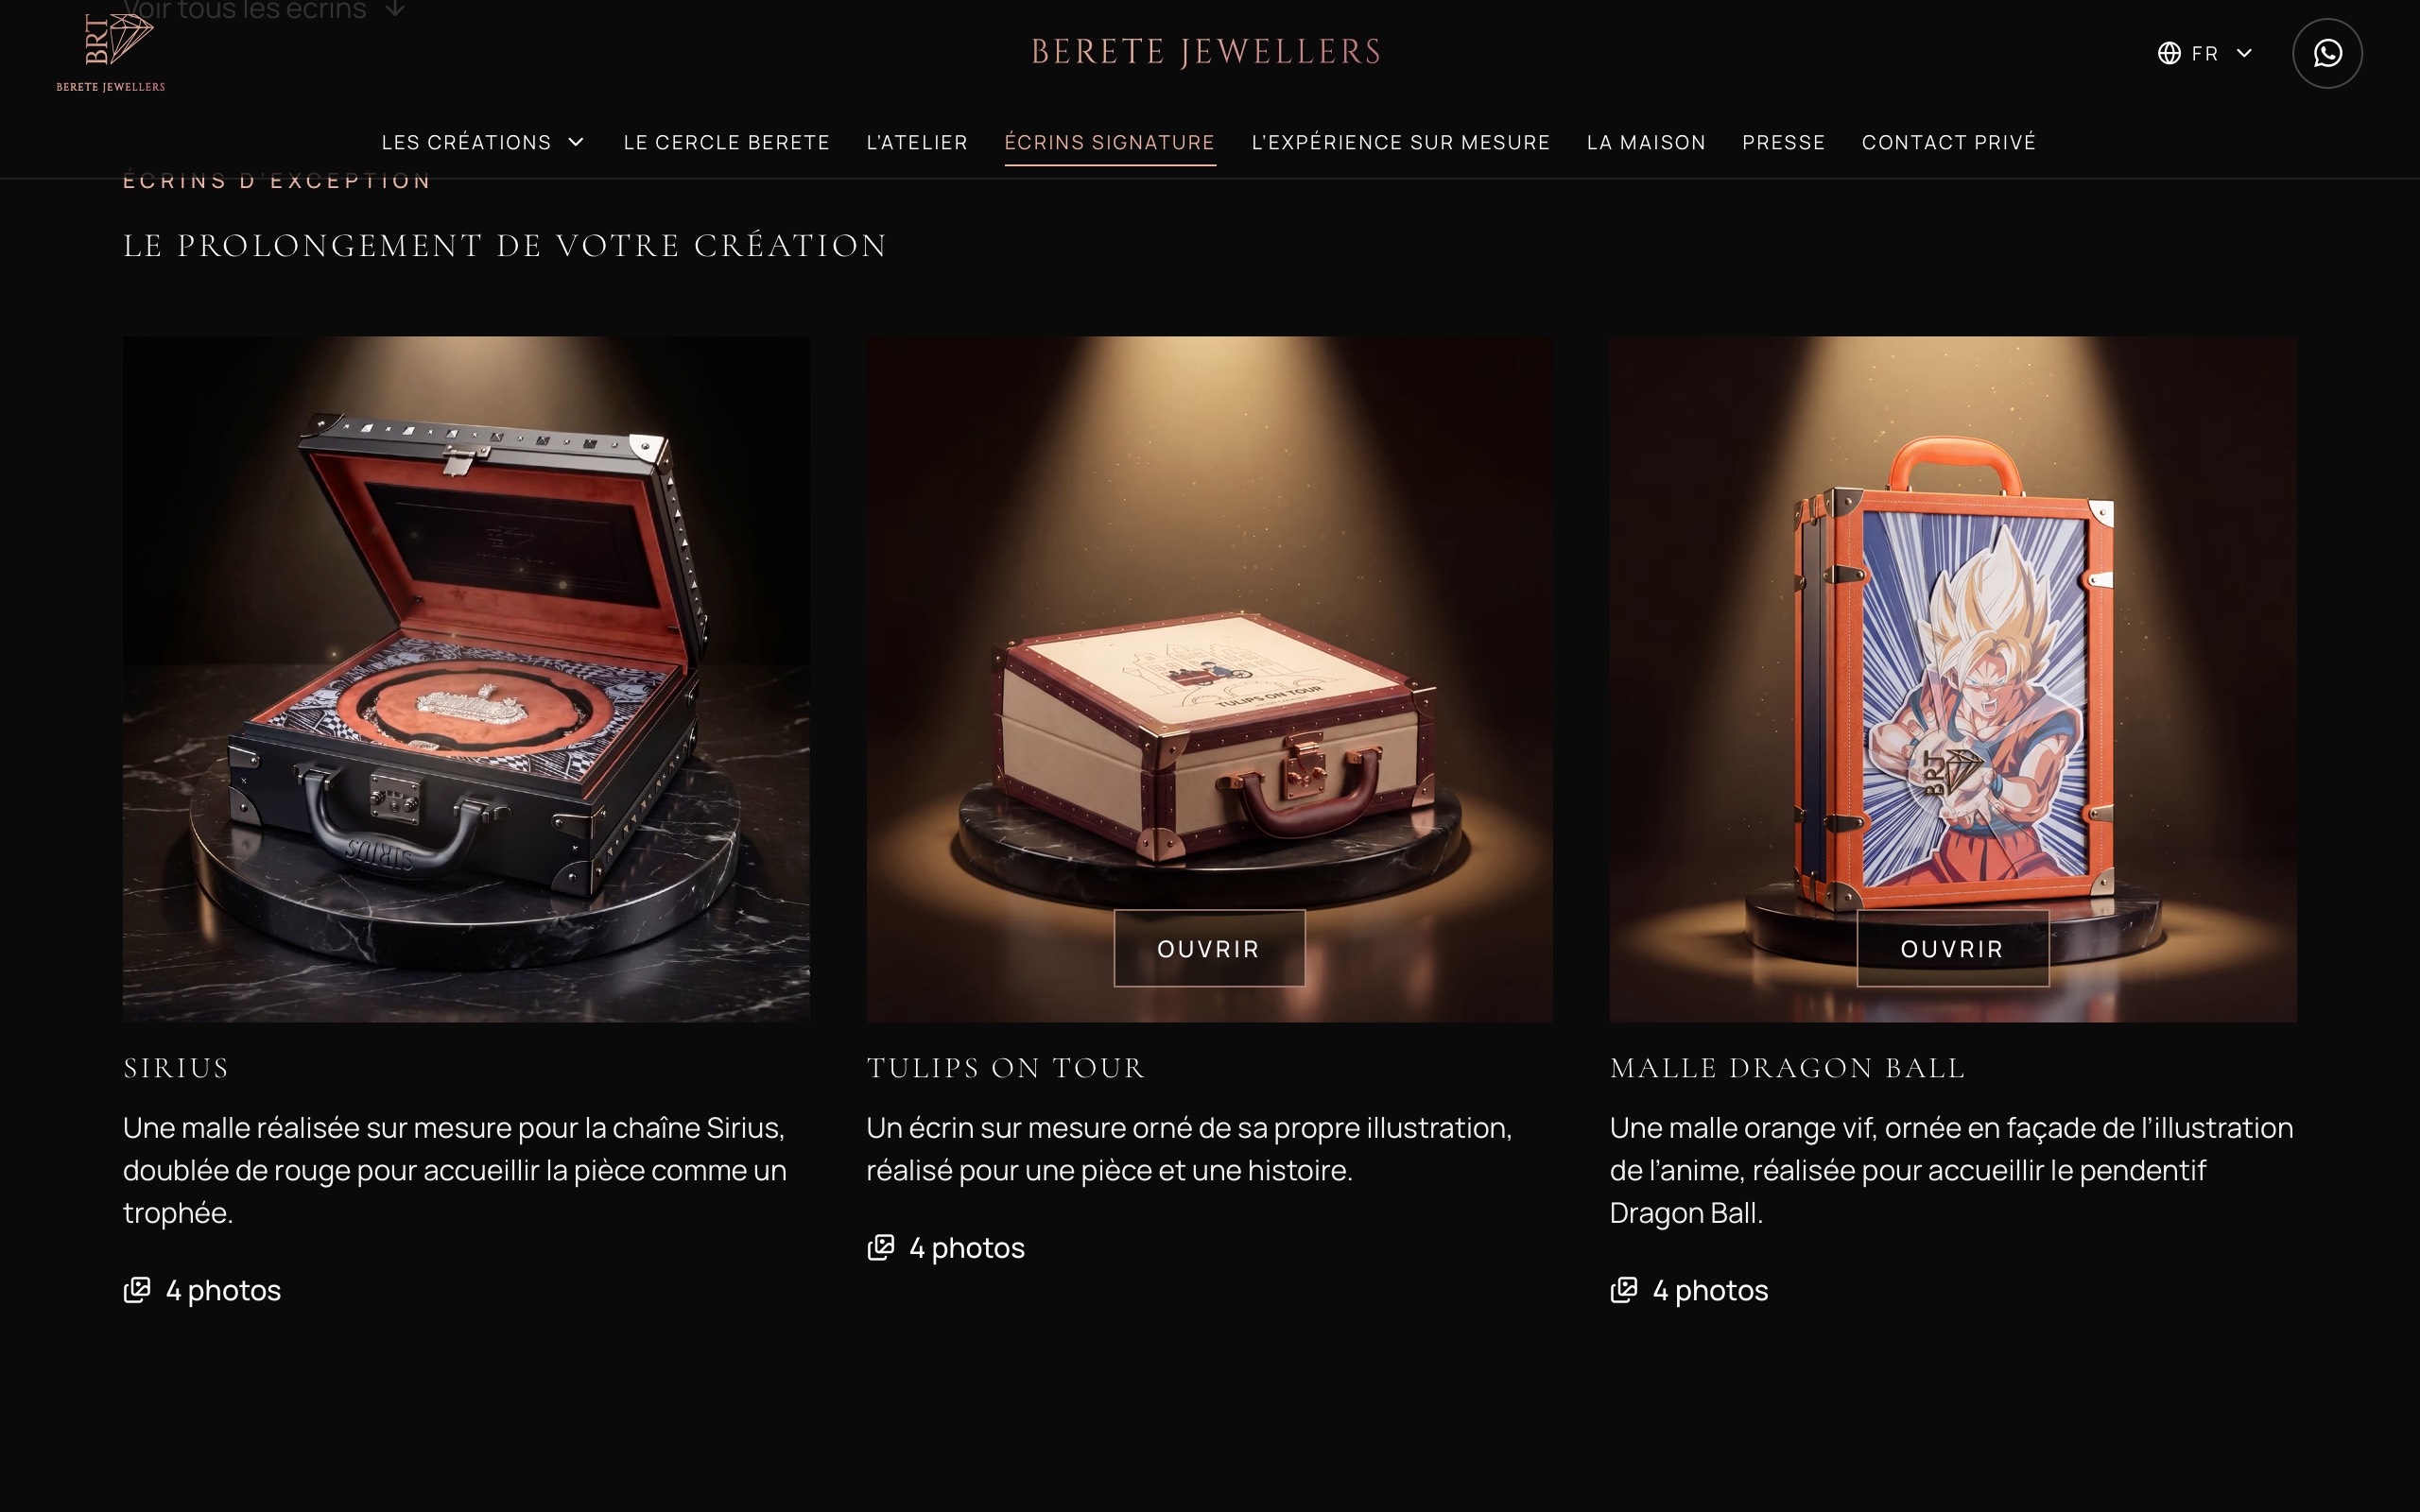 Voir tous les écrins
BRT
BERETE JEWELLERS
BERETE JEWELLERS
FR
LES CRÉATIONS
LE CERCLE BERETE
L’ATELIER
ÉCRINS SIGNATURE
L’EXPÉRIENCE SUR MESURE
LA MAISON
PRESSE
CONTACT PRIVÉ
ÉCRINS D’EXCEPTION
LE PROLONGEMENT DE VOTRE CRÉATION
SIRIUS
TULIPS ON TOUR
BRT
OUVRIR
OUVRIR
SIRIUS
Une malle réalisée sur mesure pour la chaîne Sirius,
doublée de rouge pour accueillir la pièce comme un
trophée.
4 photos
TULIPS ON TOUR
Un écrin sur mesure orné de sa propre illustration,
réalisé pour une pièce et une histoire.
4 photos
MALLE DRAGON BALL
Une malle orange vif, ornée en façade de l’illustration
de l’anime, réalisée pour accueillir le pendentif
Dragon Ball.
4 photos